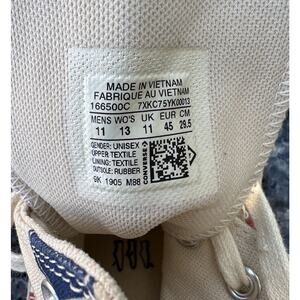 MADE IN VIETNAM
FABRIQUE AU VIETNAM
166500C 7XKC75YK00013
MENS WO'S UK EUR CM
11 13 11 45 29.5
GENDER: UNISEX
UPPER: TEXTILE
LINING: TEXTILE
OUTSOLE: RUBBER
GK 1905 M88
CONVERSE